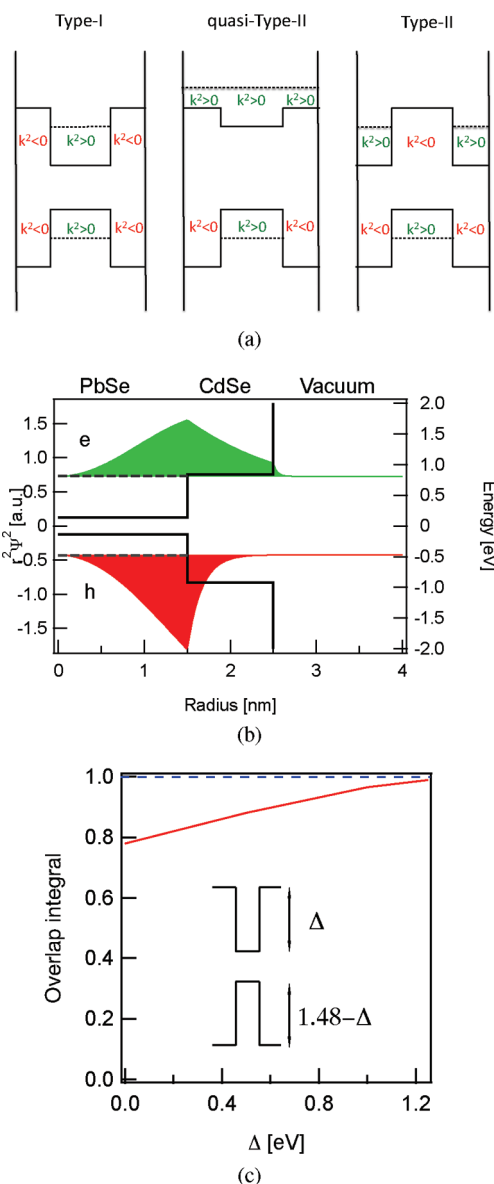 Type-I quasi-Type-II Type-II
k²>0 k²>0 k²>0
k²<0 k²>0 k²<0 k²>0 k²<0 k²>0
k²<0 k²>0 k²<0 k²<0 k²>0 k²<0 k²<0 k²>0 k²<0
(a)
PbSe CdSe Vacuum
e
h
r²Ψ² [a.u.]
1.5
1.0
0.5
0
-0.5
-1.0
-1.5
2.0
1.5
1.0
0.5
0
-0.5
-1.0
-1.5
-2.0
Energy [eV]
0 1 2 3 4
Radius [nm]
(b)
Overlap integral
1.0
0.8
0.6
0.4
0.2
0.0
Δ
1.48–Δ
0.0 0.4 0.8 1.2
Δ [eV]
(c)